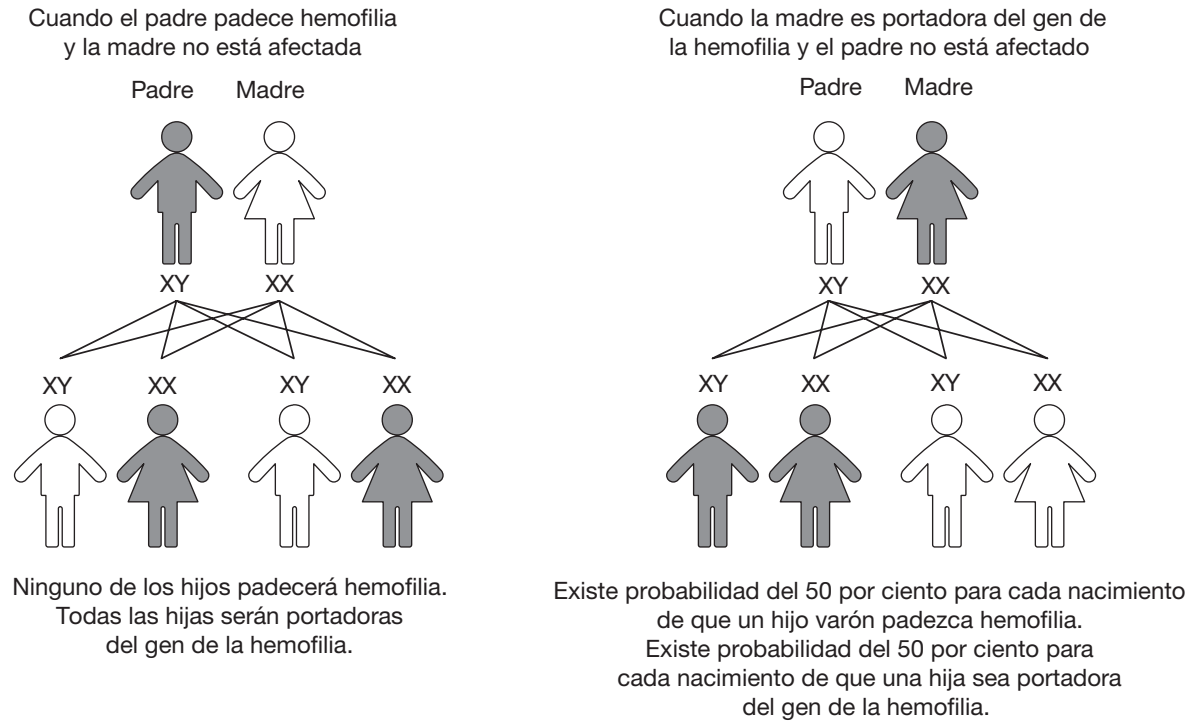 Cuando el padre padece hemofilia
y la madre no está afectada
Padre Madre
XY XX
XY XX XY XX
Ninguno de los hijos padecerá hemofilia.
Todas las hijas serán portadoras
del gen de la hemofilia.
Cuando la madre es portadora del gen de
la hemofilia y el padre no está afectado
Padre Madre
XY XX
XY XX XY XX
Existe probabilidad del 50 por ciento para cada nacimiento
de que un hijo varón padezca hemofilia.
Existe probabilidad del 50 por ciento para
cada nacimiento de que una hija sea portadora
del gen de la hemofilia.